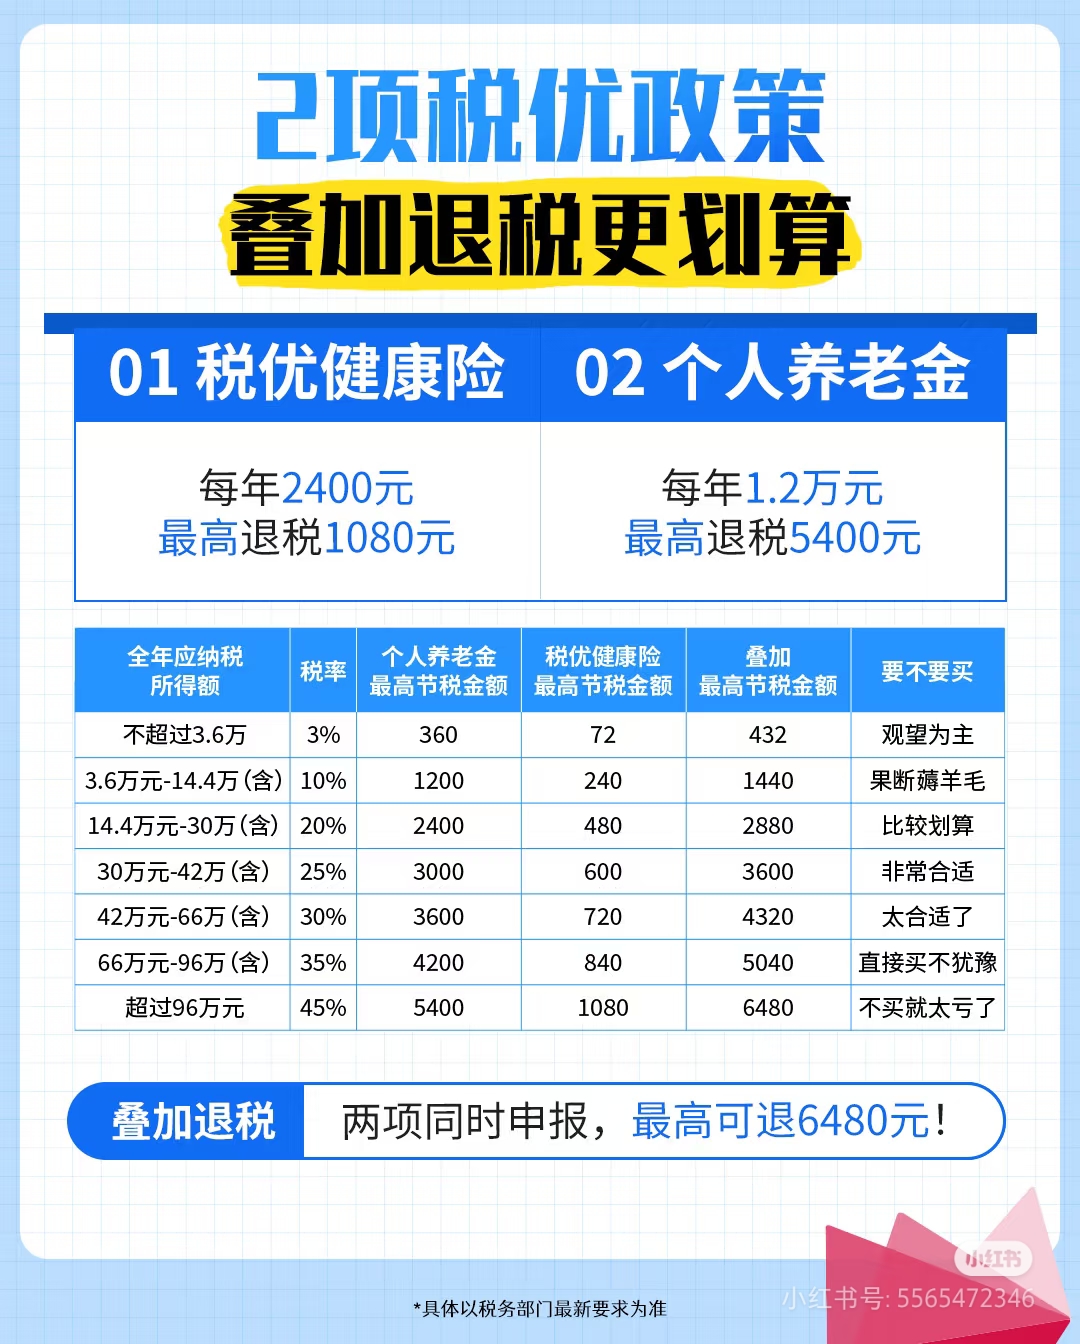 2项税优政策
叠加退税更划算
01 税优健康险 02 个人养老金
每年2400元
最高退税1080元
每年1.2万元
最高退税5400元
全年应纳税所得额 税率 个人养老金最高节税金额 税优健康险最高节税金额 叠加最高节税金额 要不要买
不超过3.6万 3% 360 72 432 观望为主
3.6万元-14.4万(含) 10% 1200 240 1440 果断薅羊毛
14.4万元-30万(含) 20% 2400 480 2880 比较划算
30万元-42万(含) 25% 3000 600 3600 非常合适
42万元-66万(含) 30% 3600 720 4320 太合适了
66万元-96万(含) 35% 4200 840 5040 直接买不犹豫
超过96万元 45% 5400 1080 6480 不买就太亏了
叠加退税 两项同时申报，最高可退6480元！
小红书
小红书号: 5565472346
*具体以税务部门最新要求为准